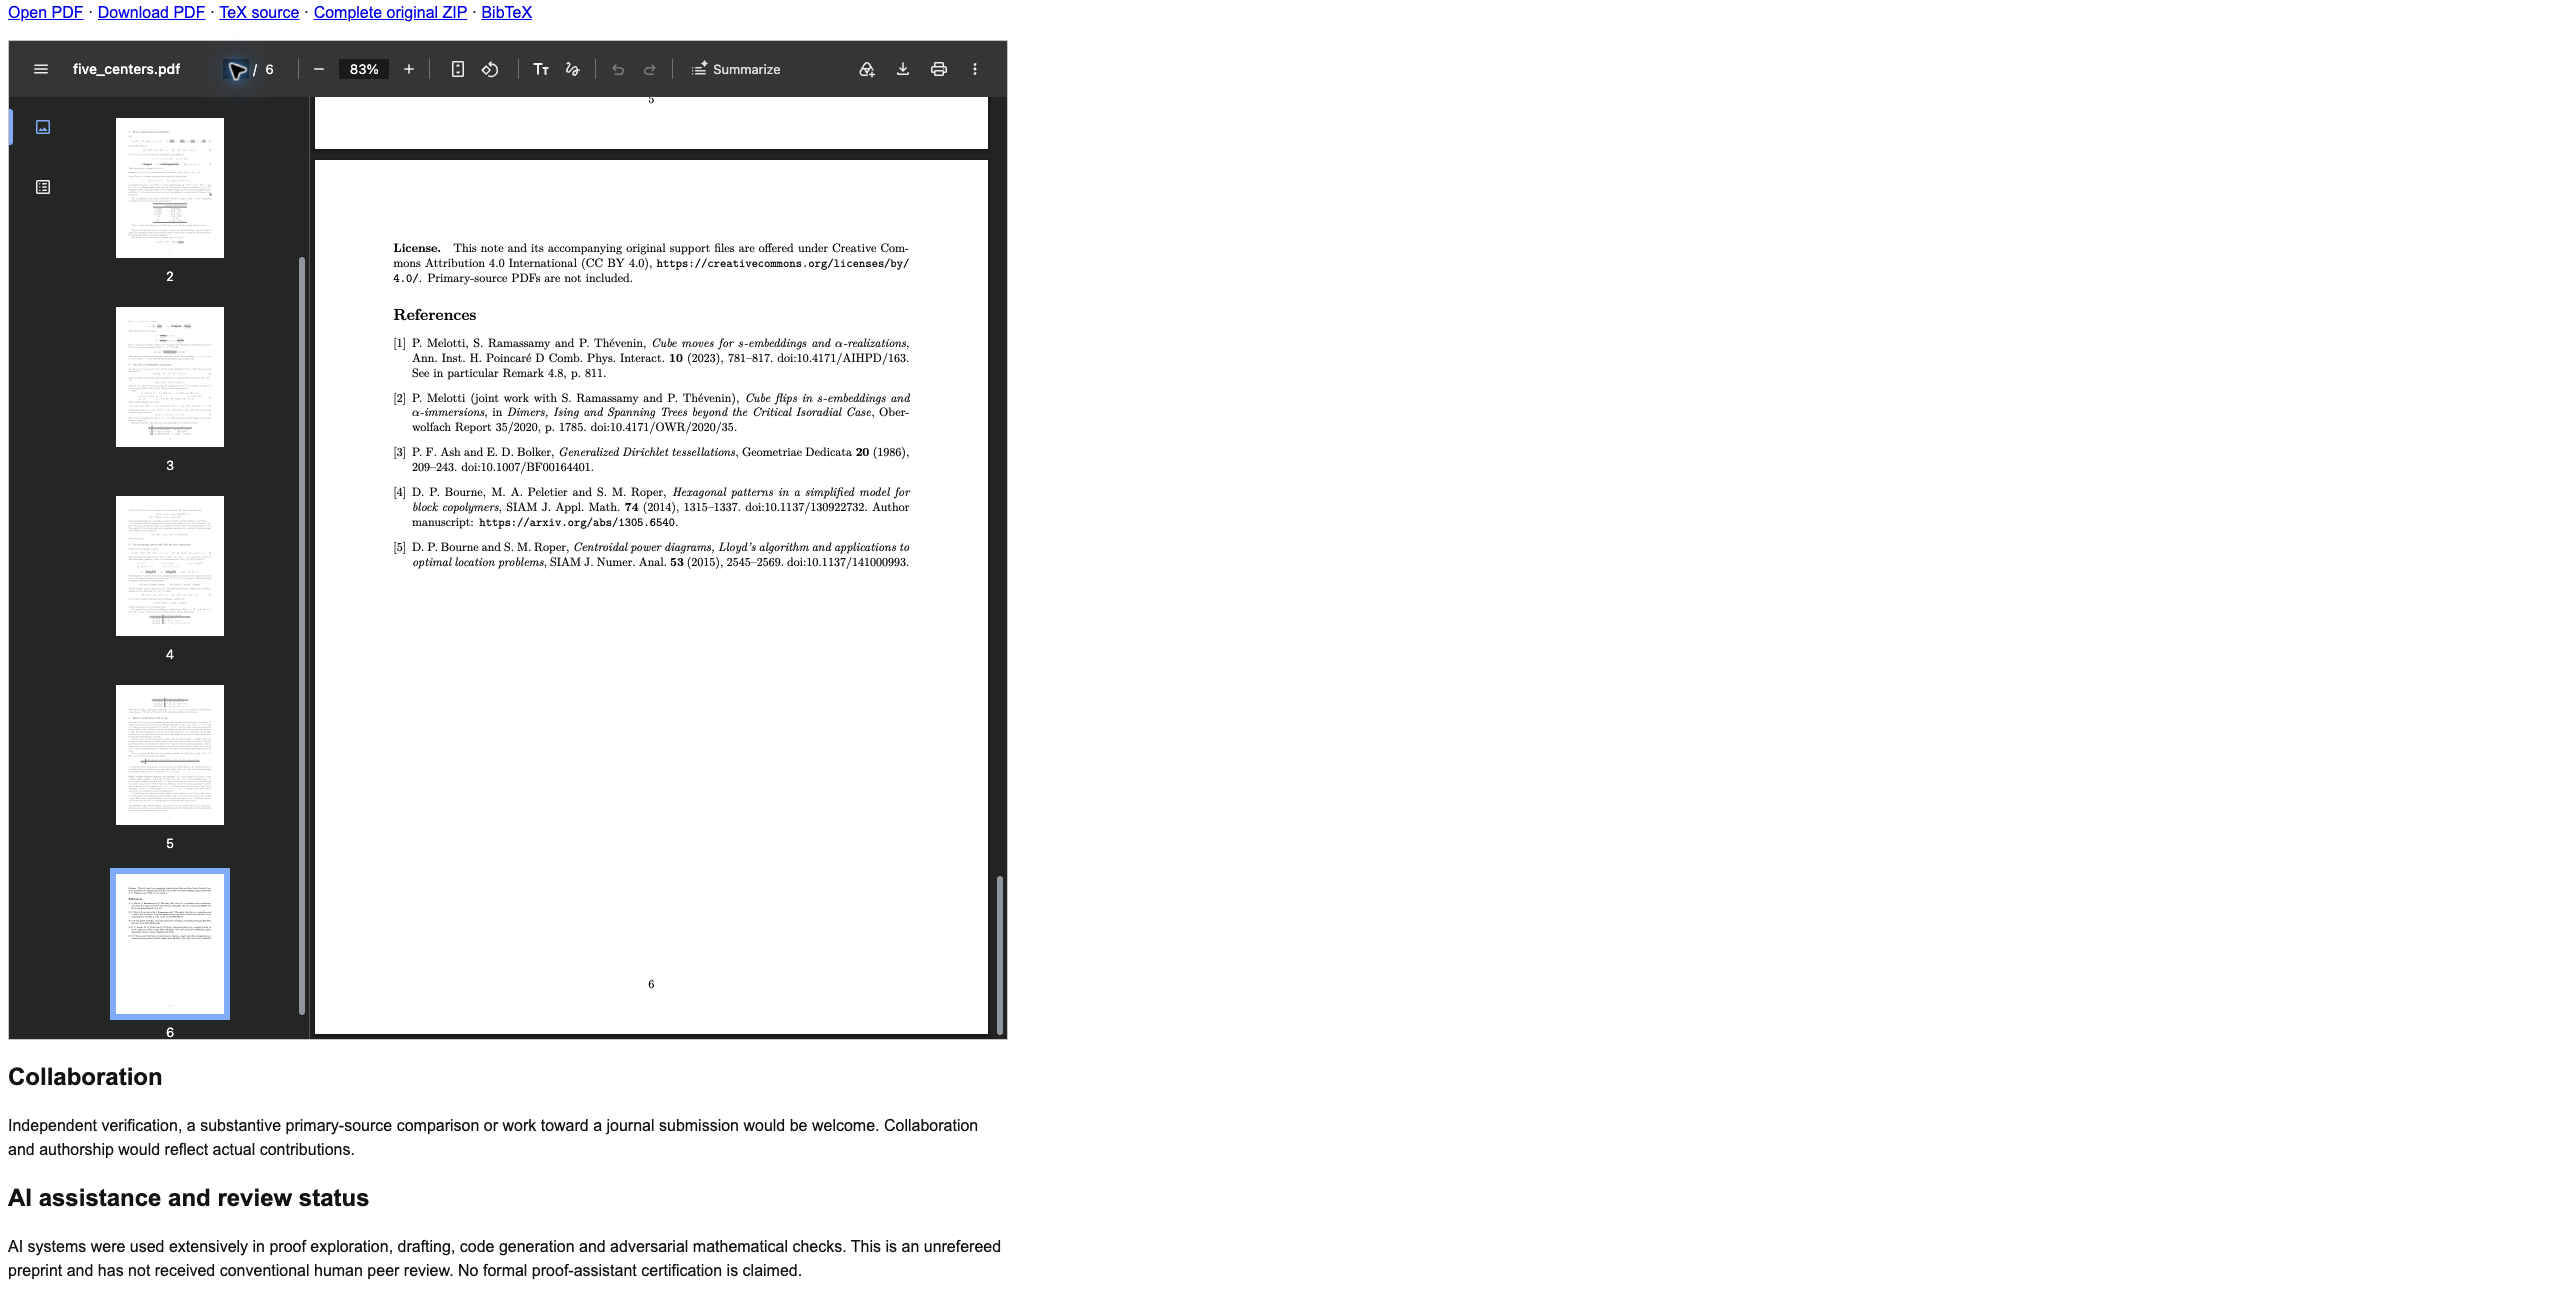 Open PDF · Download PDF · TeX source · Complete original ZIP · BibTeX
five_centers.pdf
/ 6
83%
Summarize
2
3
4
5
6
5
License. This note and its accompanying original support files are offered under Creative Com-
mons Attribution 4.0 International (CC BY 4.0), https://creativecommons.org/licenses/by/
4.0/. Primary-source PDFs are not included.
References
[1] P. Melotti, S. Ramassamy and P. Thévenin, Cube moves for s-embeddings and α-realizations,
Ann. Inst. H. Poincaré D Comb. Phys. Interact. 10 (2023), 781–817. doi:10.4171/AIHPD/163.
See in particular Remark 4.8, p. 811.
[2] P. Melotti (joint work with S. Ramassamy and P. Thévenin), Cube flips in s-embeddings and
α-immersions, in Dimers, Ising and Spanning Trees beyond the Critical Isoradial Case, Ober-
wolfach Report 35/2020, p. 1785. doi:10.4171/OWR/2020/35.
[3] P. F. Ash and E. D. Bolker, Generalized Dirichlet tessellations, Geometriae Dedicata 20 (1986),
209–243. doi:10.1007/BF00164401.
[4] D. P. Bourne, M. A. Peletier and S. M. Roper, Hexagonal patterns in a simplified model for
block copolymers, SIAM J. Appl. Math. 74 (2014), 1315–1337. doi:10.1137/130922732. Author
manuscript: https://arxiv.org/abs/1305.6540.
[5] D. P. Bourne and S. M. Roper, Centroidal power diagrams, Lloyd's algorithm and applications to
optimal location problems, SIAM J. Numer. Anal. 53 (2015), 2545–2569. doi:10.1137/141000993.
6
Collaboration
Independent verification, a substantive primary-source comparison or work toward a journal submission would be welcome. Collaboration
and authorship would reflect actual contributions.
AI assistance and review status
AI systems were used extensively in proof exploration, drafting, code generation and adversarial mathematical checks. This is an unrefereed
preprint and has not received conventional human peer review. No formal proof-assistant certification is claimed.